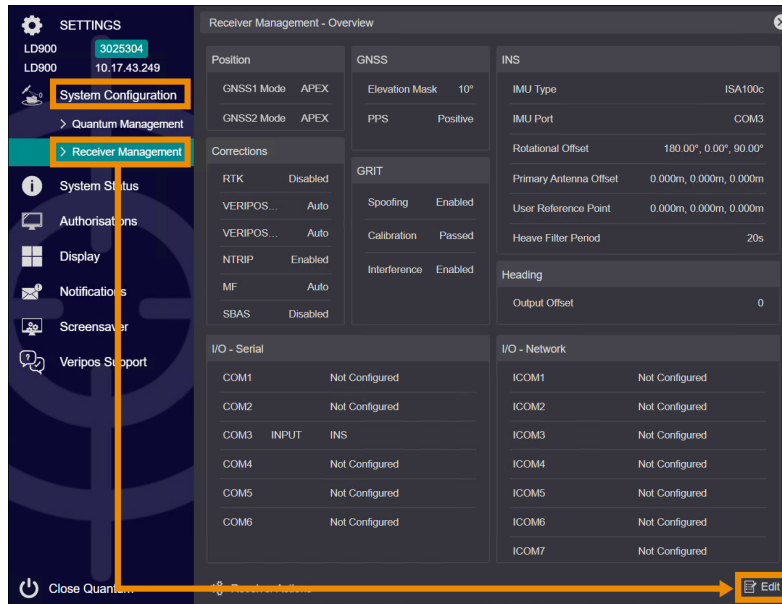 SETTINGS
LD900 3025304
LD900 10.17.43.249
System Configuration
> Quantum Management
> Receiver Management
System Status
Authorisations
Display
Notifications
Screensaver
Veripos Support
Close Quantum
Receiver Management - Overview
Position
GNSS1 Mode APEX
GNSS2 Mode APEX
Corrections
RTK Disabled
VERIPOS... Auto
VERIPOS... Auto
NTRIP Enabled
MF Auto
SBAS Disabled
GNSS
Elevation Mask 10°
PPS Positive
GRIT
Spoofing Enabled
Calibration Passed
Interference Enabled
INS
IMU Type ISA100c
IMU Port COM3
Rotational Offset 180.00°, 0.00°, 90.00°
Primary Antenna Offset 0.000m, 0.000m, 0.000m
User Reference Point 0.000m, 0.000m, 0.000m
Heave Filter Period 20s
Heading
Output Offset 0
I/O - Serial
COM1 Not Configured
COM2 Not Configured
COM3 INPUT INS
COM4 Not Configured
COM5 Not Configured
COM6 Not Configured
I/O - Network
ICOM1 Not Configured
ICOM2 Not Configured
ICOM3 Not Configured
ICOM4 Not Configured
ICOM5 Not Configured
ICOM6 Not Configured
ICOM7 Not Configured
Edit